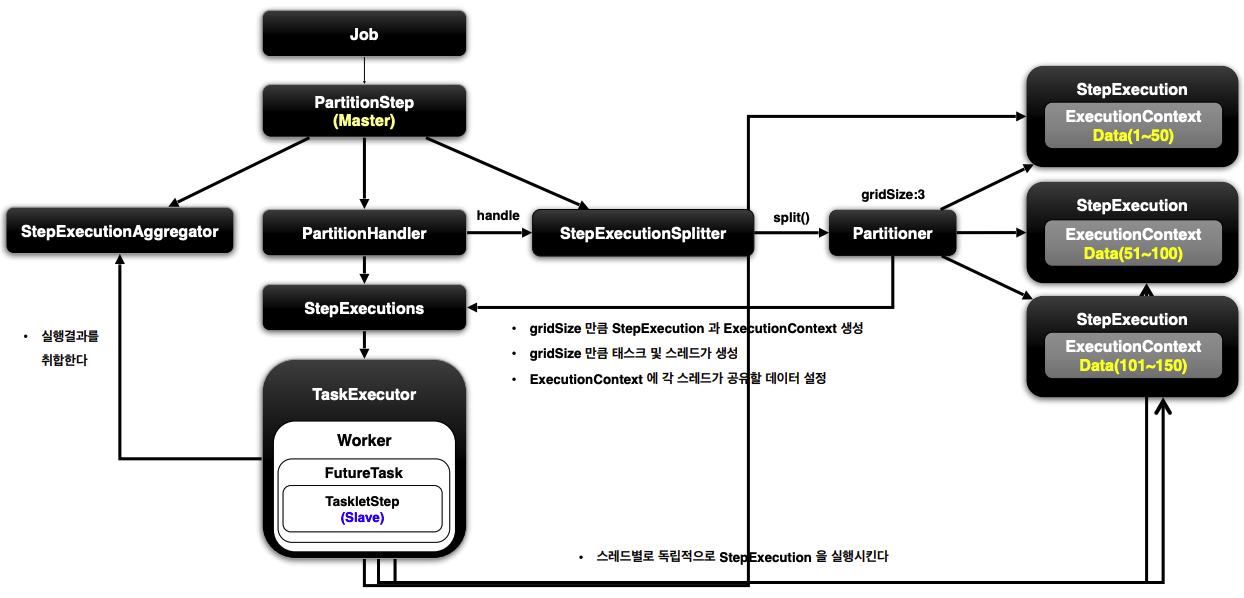 Job
PartitionStep
(Master)
StepExecution
ExecutionContext
Data(1~50)
gridSize:3
StepExecutionAggregator
PartitionHandler
handle
StepExecutionSplitter
split()
Partitioner
StepExecution
ExecutionContext
Data(51~100)
StepExecutions
• gridSize 만큼 StepExecution 과 ExecutionContext 생성
• gridSize 만큼 태스크 및 스레드가 생성
• ExecutionContext 에 각 스레드가 공유할 데이터 설정
StepExecution
ExecutionContext
Data(101~150)
• 실행결과를
취합한다
TaskExecutor
Worker
FutureTask
TaskletStep
(Slave)
• 스레드별로 독립적으로 StepExecution 을 실행시킨다